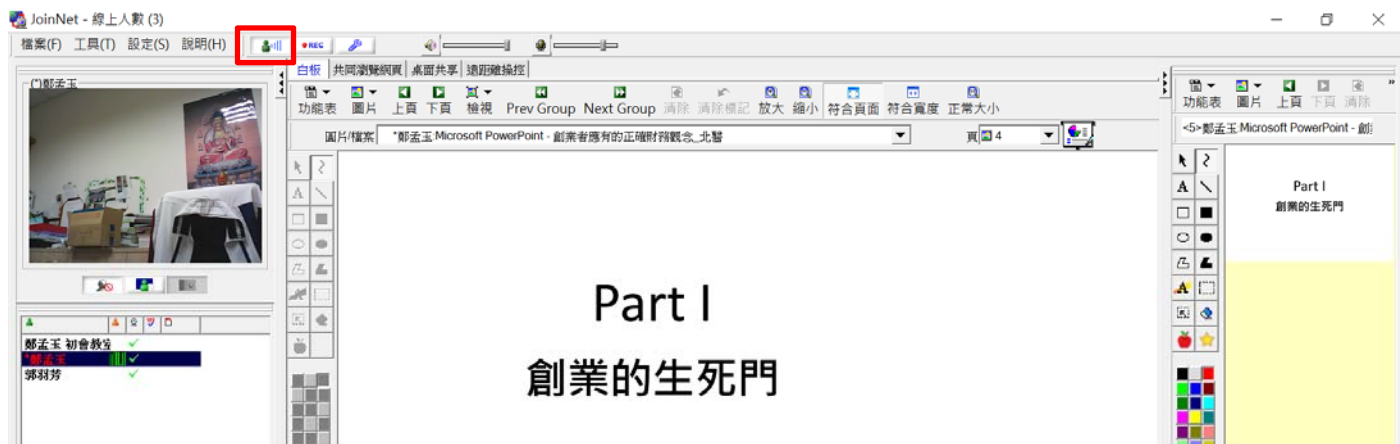 JoinNet - 線上人數 (3)
檔案(F) 工具(T) 設定(S) 說明(H)
REC
(*)鄭孟玉
鄭孟玉 初會教室
*鄭孟玉
郭羽芳
白板 共同瀏覽網頁 桌面共享 遠距離操控
功能表 圖片 上頁 下頁 檢視 Prev Group Next Group 清除 清除標記 放大 縮小 符合頁面 符合寬度 正常大小
圖片/檔案 *鄭孟玉 Microsoft PowerPoint - 創業者應有的正確財務觀念_北醫 頁 4
A
Part I
創業的生死門
功能表 圖片 上頁 下頁 清除
<5>鄭孟玉 Microsoft PowerPoint - 創
A
A
Part I
創業的生死門